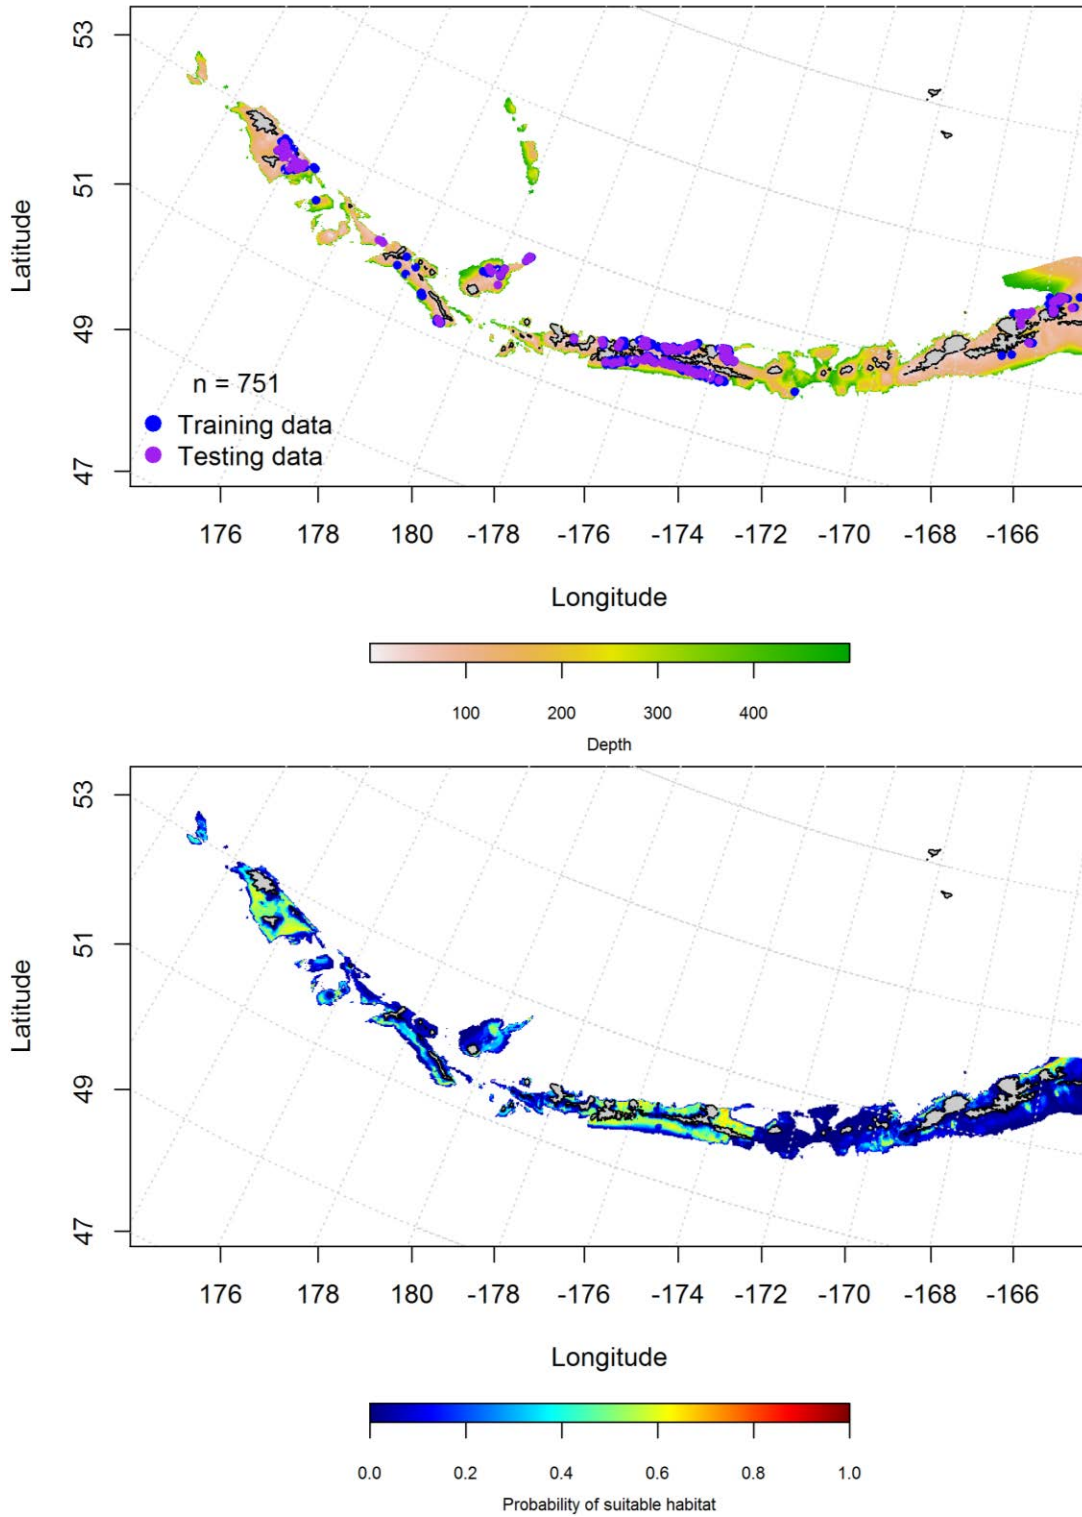 53
51
49
47
Latitude
n = 751
Training data
Testing data
176 178 180 -178 -176 -174 -172 -170 -168 -166
Longitude
100 200 300 400
Depth
53
51
49
47
Latitude
176 178 180 -178 -176 -174 -172 -170 -168 -166
Longitude
0.0 0.2 0.4 0.6 0.8 1.0
Probability of suitable habitat